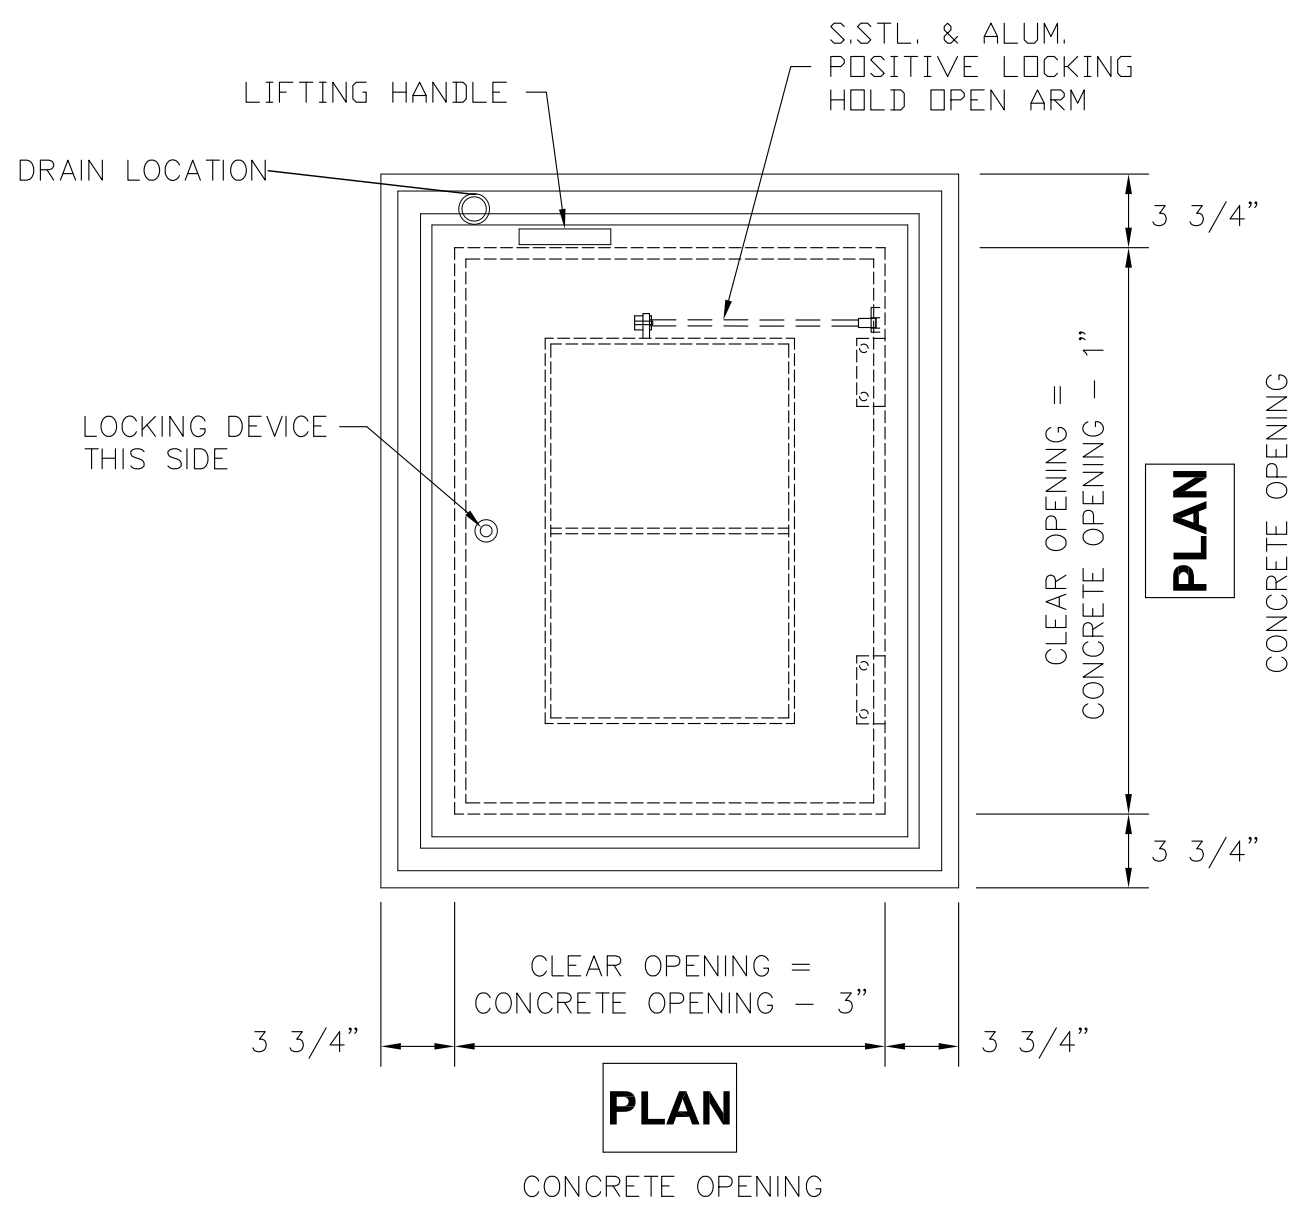 S.STL. & ALUM.
POSITIVE LOCKING
HOLD OPEN ARM
LIFTING HANDLE
DRAIN LOCATION
3 3/4"
LOCKING DEVICE
THIS SIDE
CLEAR OPENING =
CONCRETE OPENING - 1"
PLAN
CONCRETE OPENING
3 3/4"
CLEAR OPENING =
CONCRETE OPENING - 3"
3 3/4"
3 3/4"
PLAN
CONCRETE OPENING